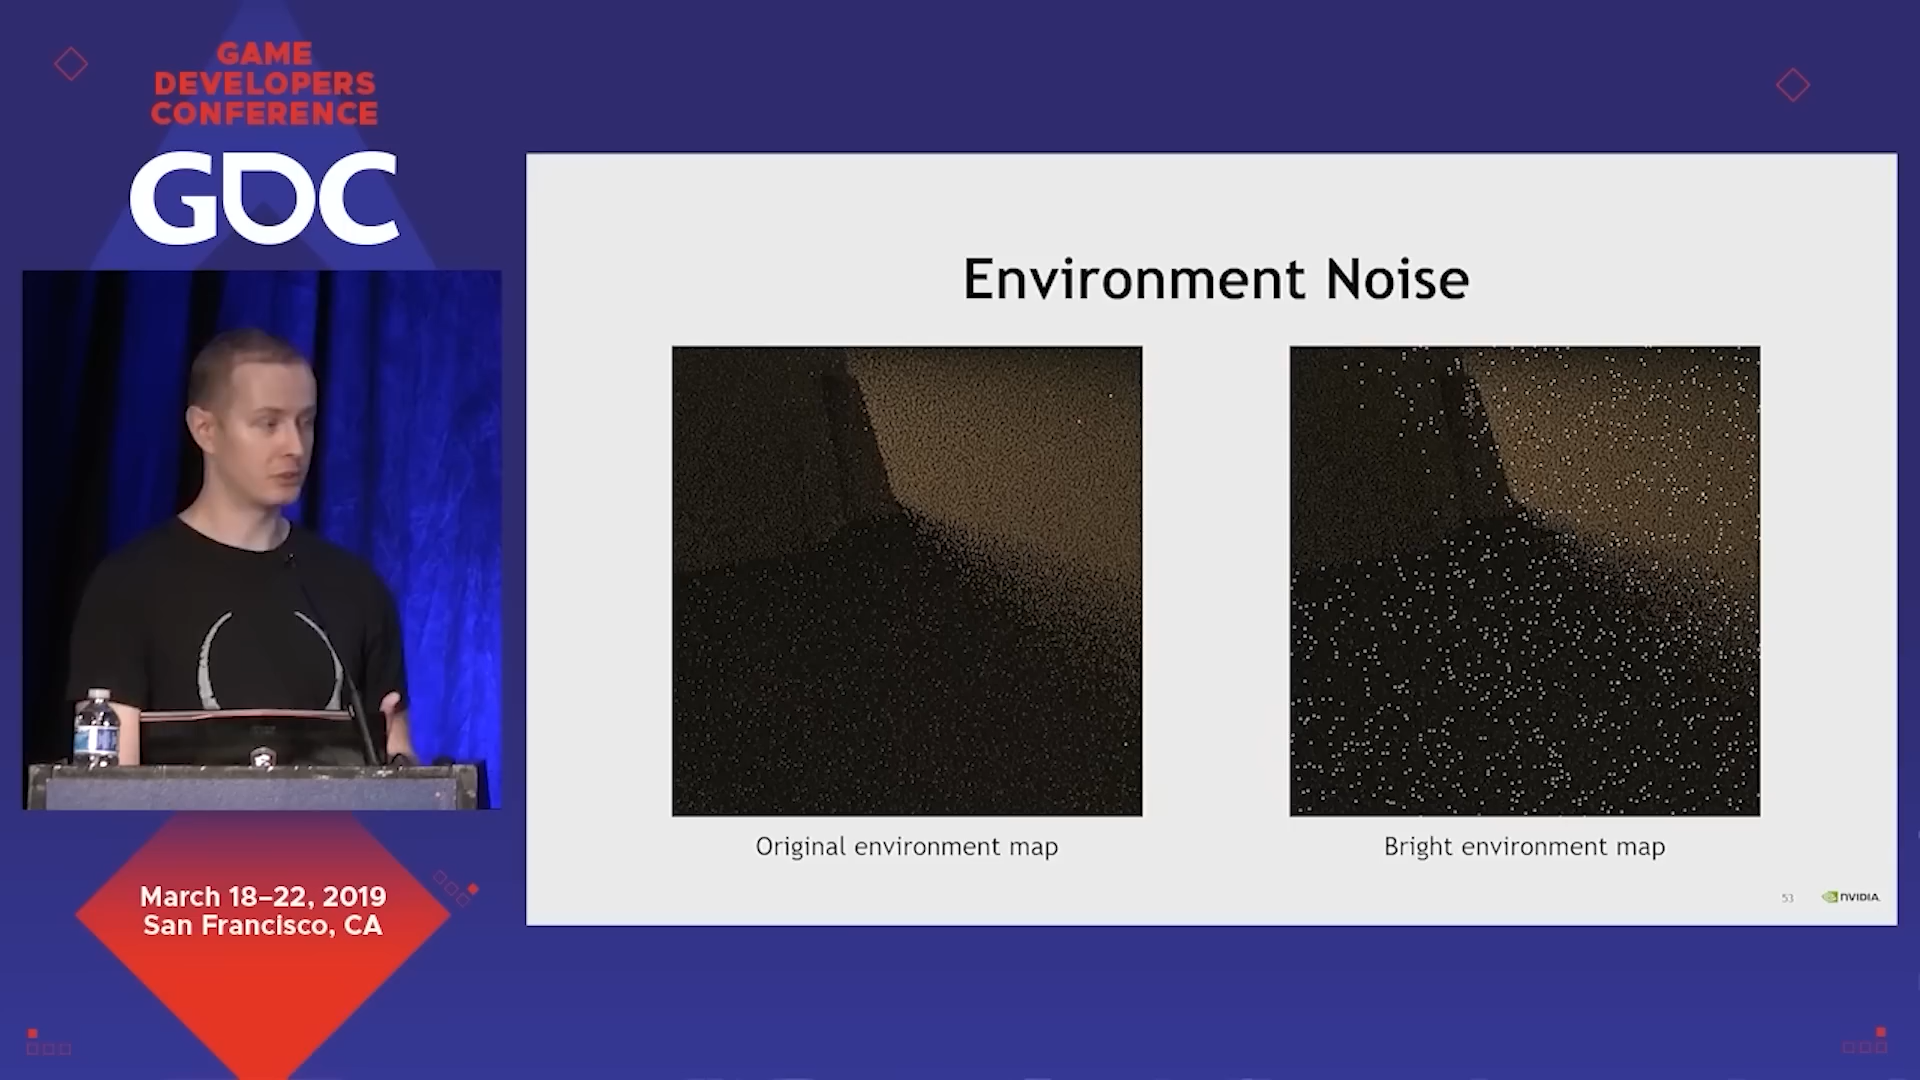 GAME
DEVELOPERS
CONFERENCE
GDC
Environment Noise
Original environment map
Bright environment map
53
NVIDIA
March 18–22, 2019
San Francisco, CA